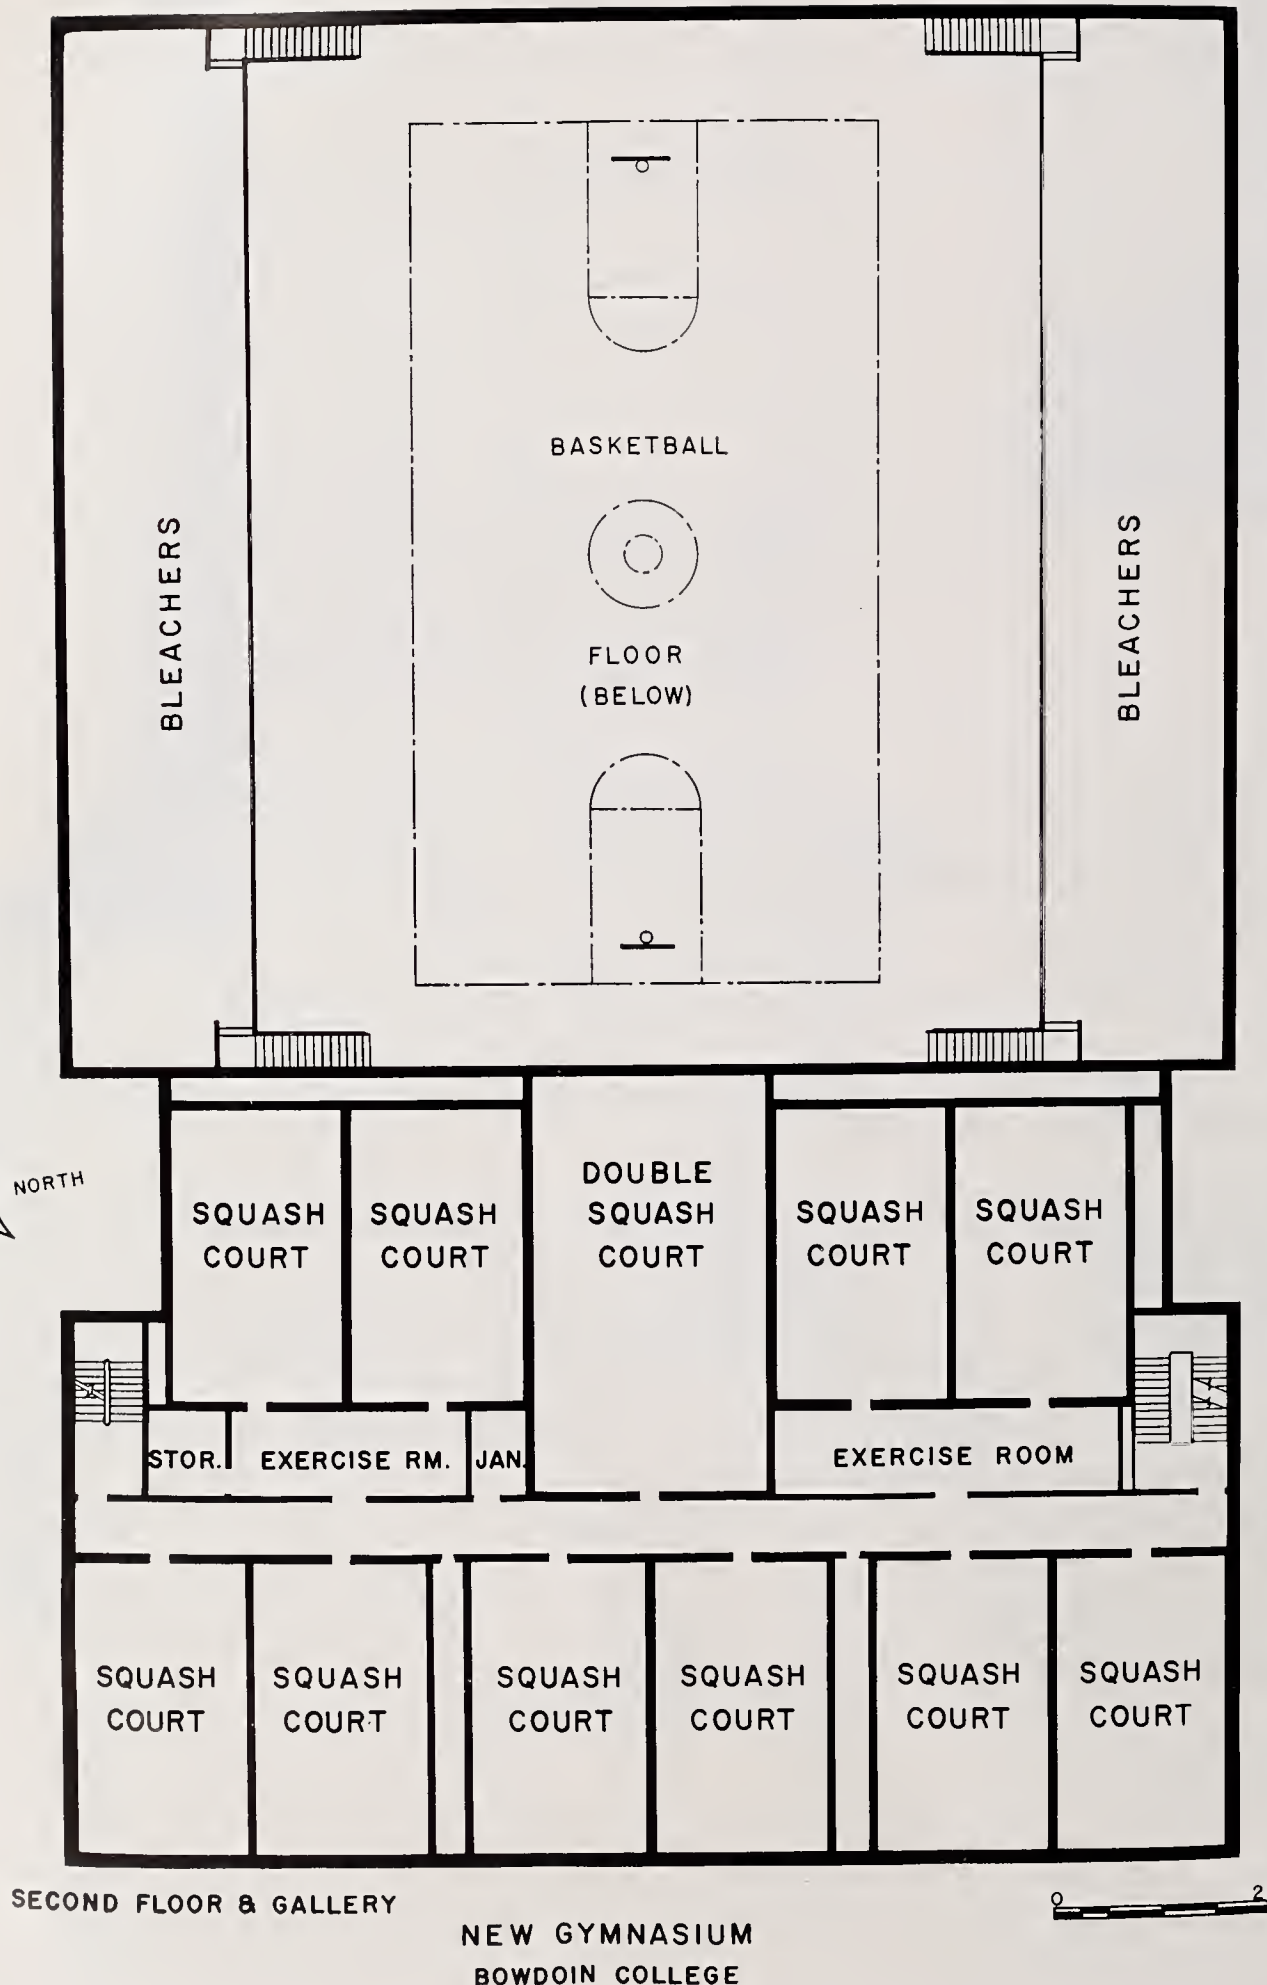 BASKETBALL
BLEACHERS
BLEACHERS
FLOOR
(BELOW)
NORTH
SQUASH
COURT
SQUASH
COURT
DOUBLE
SQUASH
COURT
SQUASH
COURT
SQUASH
COURT
STOR.
EXERCISE RM.
JAN.
EXERCISE ROOM
SQUASH
COURT
SQUASH
COURT
SQUASH
COURT
SQUASH
COURT
SQUASH
COURT
SQUASH
COURT
SECOND FLOOR & GALLERY
0 2
NEW GYMNASIUM
BOWDOIN COLLEGE